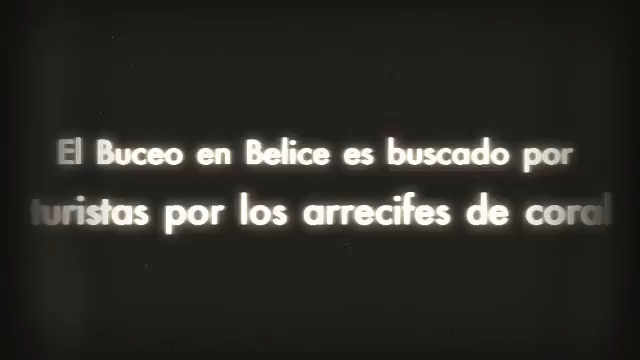 El Buceo en Belice es buscado por
turistas por los arrecifes de coral